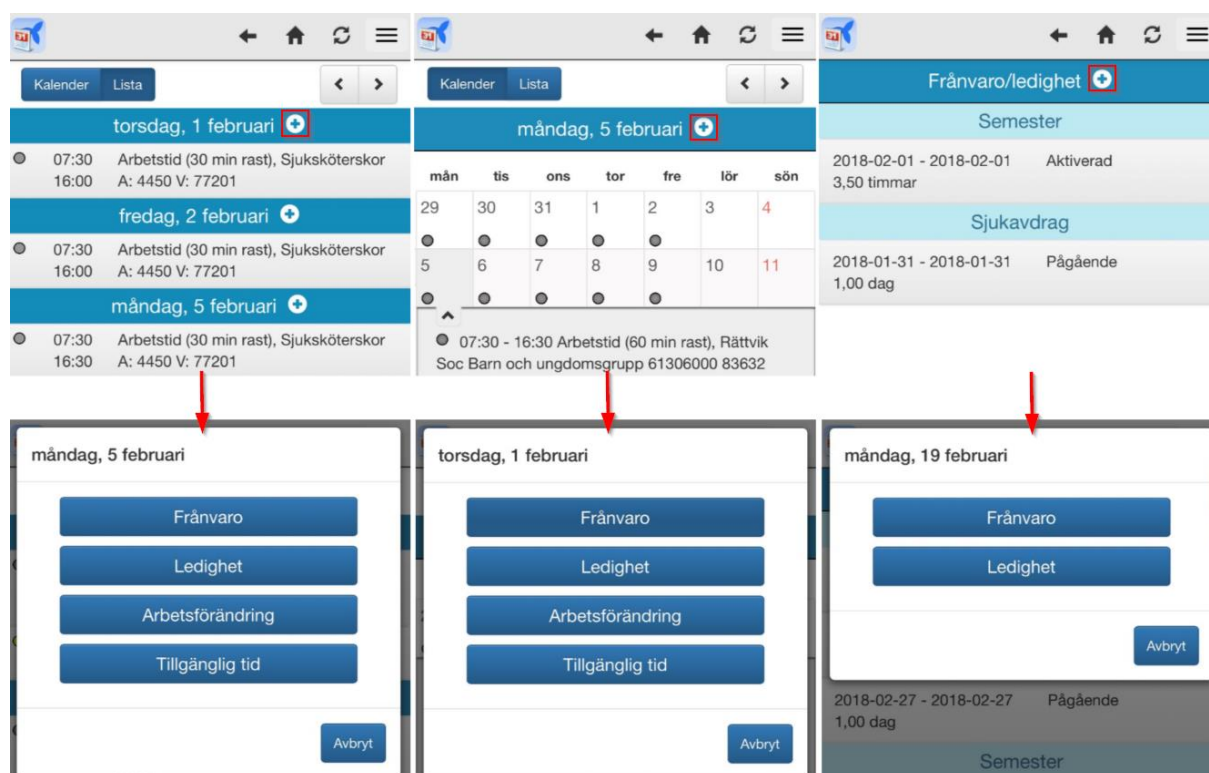 Kalender Lista
torsdag, 1 februari
07:30 Arbetstid (30 min rast), Sjuksköterskor
16:00 A: 4450 V: 77201
fredag, 2 februari
07:30 Arbetstid (30 min rast), Sjuksköterskor
16:00 A: 4450 V: 77201
måndag, 5 februari
07:30 Arbetstid (30 min rast), Sjuksköterskor
16:30 A: 4450 V: 77201
Kalender Lista
måndag, 5 februari
mån tis ons tor fre lör sön
29 30 31 1 2 3 4
5 6 7 8 9 10 11
07:30 - 16:30 Arbetstid (60 min rast), Rättvik
Soc Barn och ungdomsgrupp 61306000 83632
Frånvaro/ledighet
Semester
2018-02-01 - 2018-02-01 Aktiverad
3,50 timmar
Sjukavdrag
2018-01-31 - 2018-01-31 Pågående
1,00 dag
måndag, 5 februari
Frånvaro
Ledighet
Arbetsförändring
Tillgänglig tid
Avbryt
torsdag, 1 februari
Frånvaro
Ledighet
Arbetsförändring
Tillgänglig tid
Avbryt
måndag, 19 februari
Frånvaro
Ledighet
Avbryt
2018-02-27 - 2018-02-27 Pågående
1,00 dag
Semester